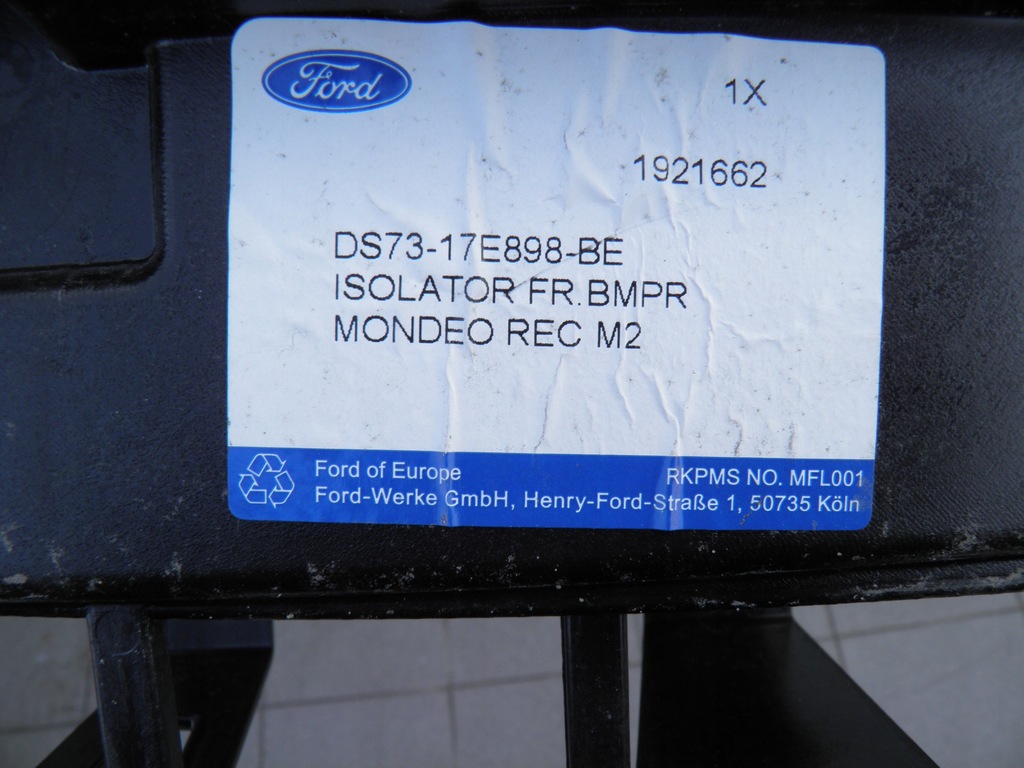 Ford
1X
1921662
DS73-17E898-BE
ISOLATOR FR.BMPR
MONDEO REC M2
Ford of Europe RKPMS NO. MFL001
Ford-Werke GmbH, Henry-Ford-Straße 1, 50735 Köln